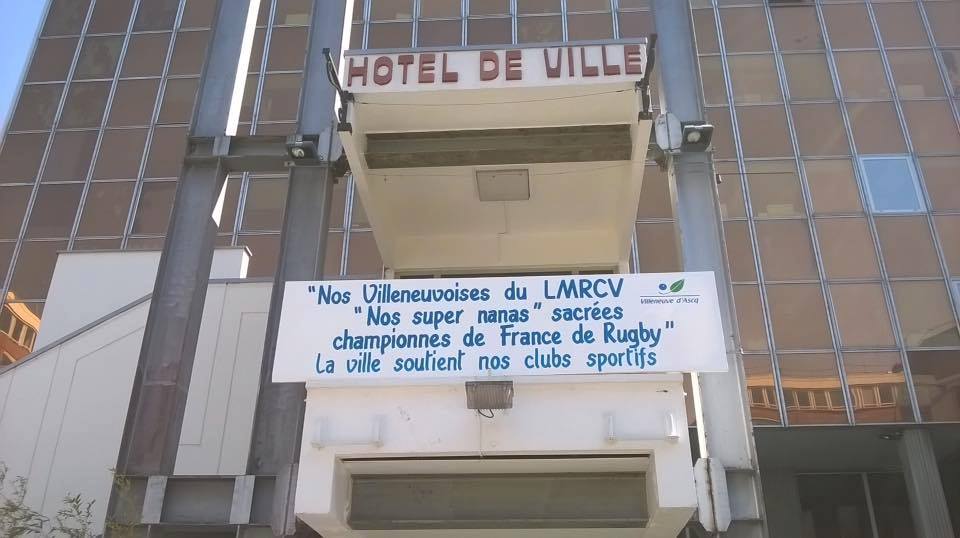 HOTEL DE VILLE
"Nos Villeneuvoises du LMRCV
"Nos super nanas" sacrées
championnes de France de Rugby"
La ville soutient nos clubs sportifs
Villeneuve d'Ascq